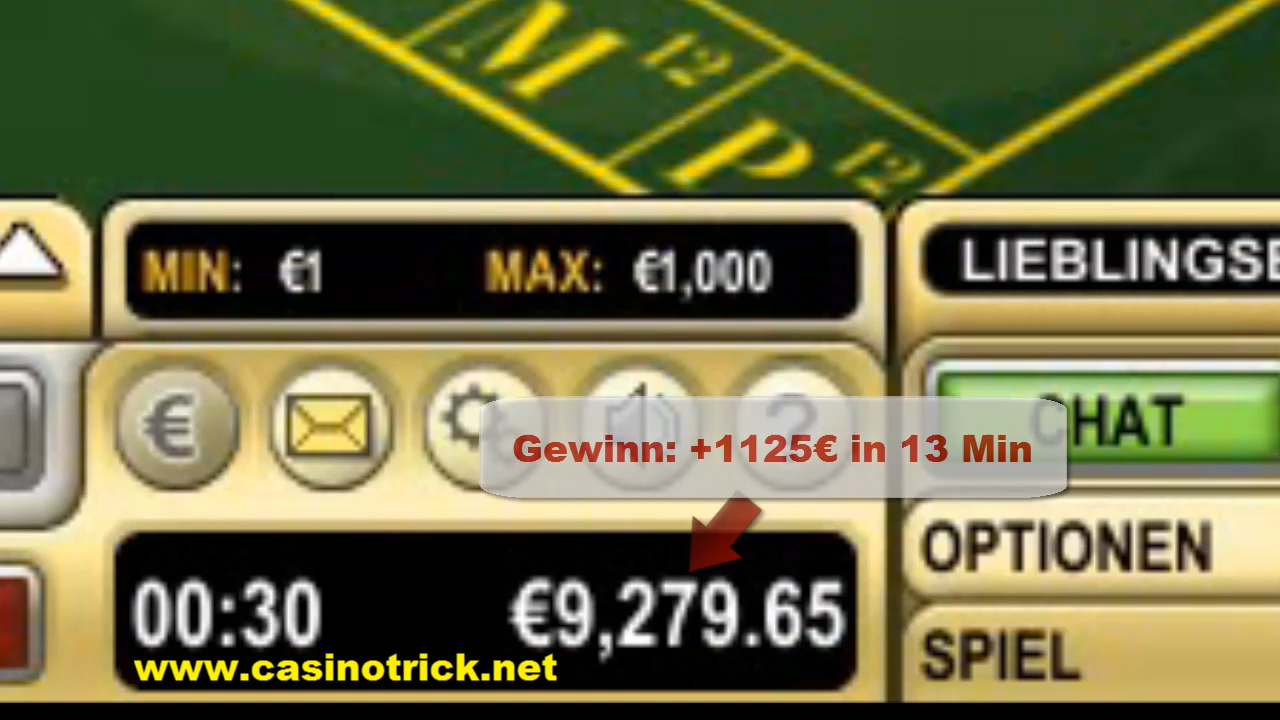 M 12
P 12
MIN: €1 MAX: €1,000
LIEBLINGS
€
?
CHAT
Gewinn: +1125€ in 13 Min
OPTIONEN
00:30 €9,279.65
www.casinotrick.net
SPIEL